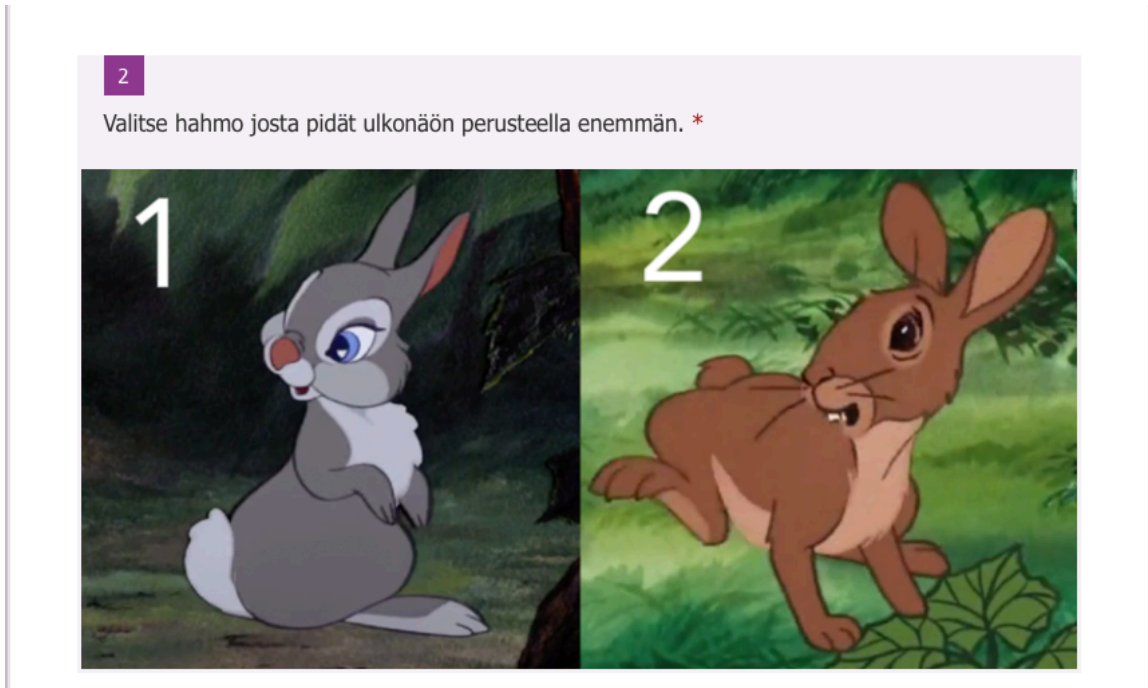 2
Valitse hahmo josta pidät ulkonäön perusteella enemmän. *
1 2